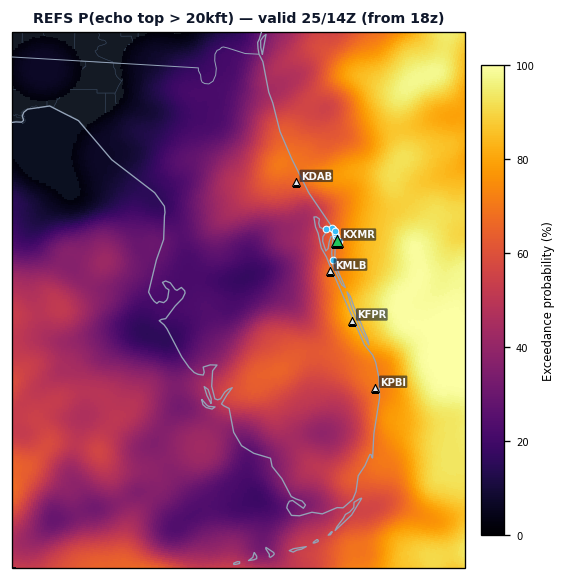 REFS P(echo top > 20kft) — valid 25/14Z (from 18z)
KDAB
KXMR
KMLB
KFPR
KPBI
100
80
60
40
20
0
Exceedance probability (%)